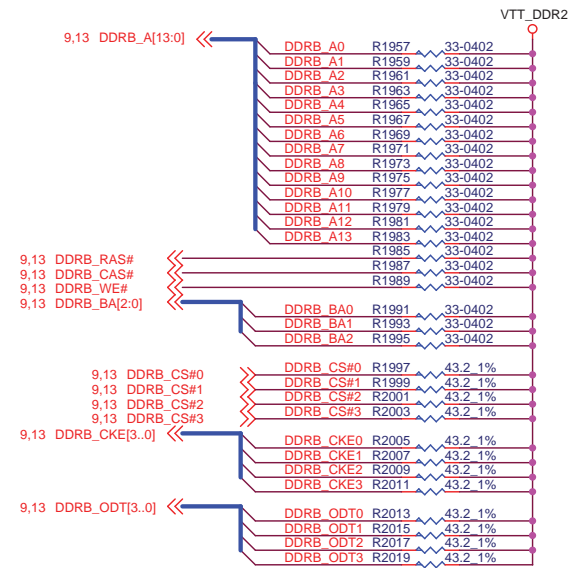 VTT_DDR2
9,13 DDRB_A[13:0]
DDRB_A0 R1957 33-0402
DDRB_A1 R1959 33-0402
DDRB_A2 R1961 33-0402
DDRB_A3 R1963 33-0402
DDRB_A4 R1965 33-0402
DDRB_A5 R1967 33-0402
DDRB_A6 R1969 33-0402
DDRB_A7 R1971 33-0402
DDRB_A8 R1973 33-0402
DDRB_A9 R1975 33-0402
DDRB_A10 R1977 33-0402
DDRB_A11 R1979 33-0402
DDRB_A12 R1981 33-0402
DDRB_A13 R1983 33-0402
9,13 DDRB_RAS# R1985 33-0402
9,13 DDRB_CAS# R1987 33-0402
9,13 DDRB_WE# R1989 33-0402
9,13 DDRB_BA[2:0]
DDRB_BA0 R1991 33-0402
DDRB_BA1 R1993 33-0402
DDRB_BA2 R1995 33-0402
9,13 DDRB_CS#0 DDRB_CS#0 R1997 43.2_1%
9,13 DDRB_CS#1 DDRB_CS#1 R1999 43.2_1%
9,13 DDRB_CS#2 DDRB_CS#2 R2001 43.2_1%
9,13 DDRB_CS#3 DDRB_CS#3 R2003 43.2_1%
9,13 DDRB_CKE[3..0]
DDRB_CKE0 R2005 43.2_1%
DDRB_CKE1 R2007 43.2_1%
DDRB_CKE2 R2009 43.2_1%
DDRB_CKE3 R2011 43.2_1%
9,13 DDRB_ODT[3..0]
DDRB_ODT0 R2013 43.2_1%
DDRB_ODT1 R2015 43.2_1%
DDRB_ODT2 R2017 43.2_1%
DDRB_ODT3 R2019 43.2_1%